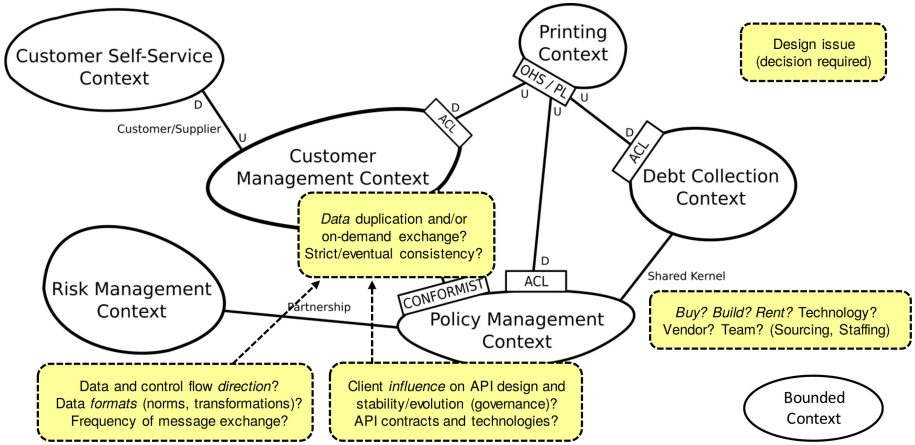 Customer Self-Service
Context
D
Customer/Supplier
U
Printing
Context
OHS / PL
U
U
U
Design issue
(decision required)
D
ACL
Customer
Management Context
D
ACL
Debt Collection
Context
Data duplication and/or
on-demand exchange?
Strict/eventual consistency?
D
ACL
CONFORMIST
Shared Kernel
Risk Management
Context
Partnership
Policy Management
Context
Buy? Build? Rent? Technology?
Vendor? Team? (Sourcing, Staffing)
Data and control flow direction?
Data formats (norms, transformations)?
Frequency of message exchange?
Client influence on API design and
stability/evolution (governance)?
API contracts and technologies?
Bounded
Context